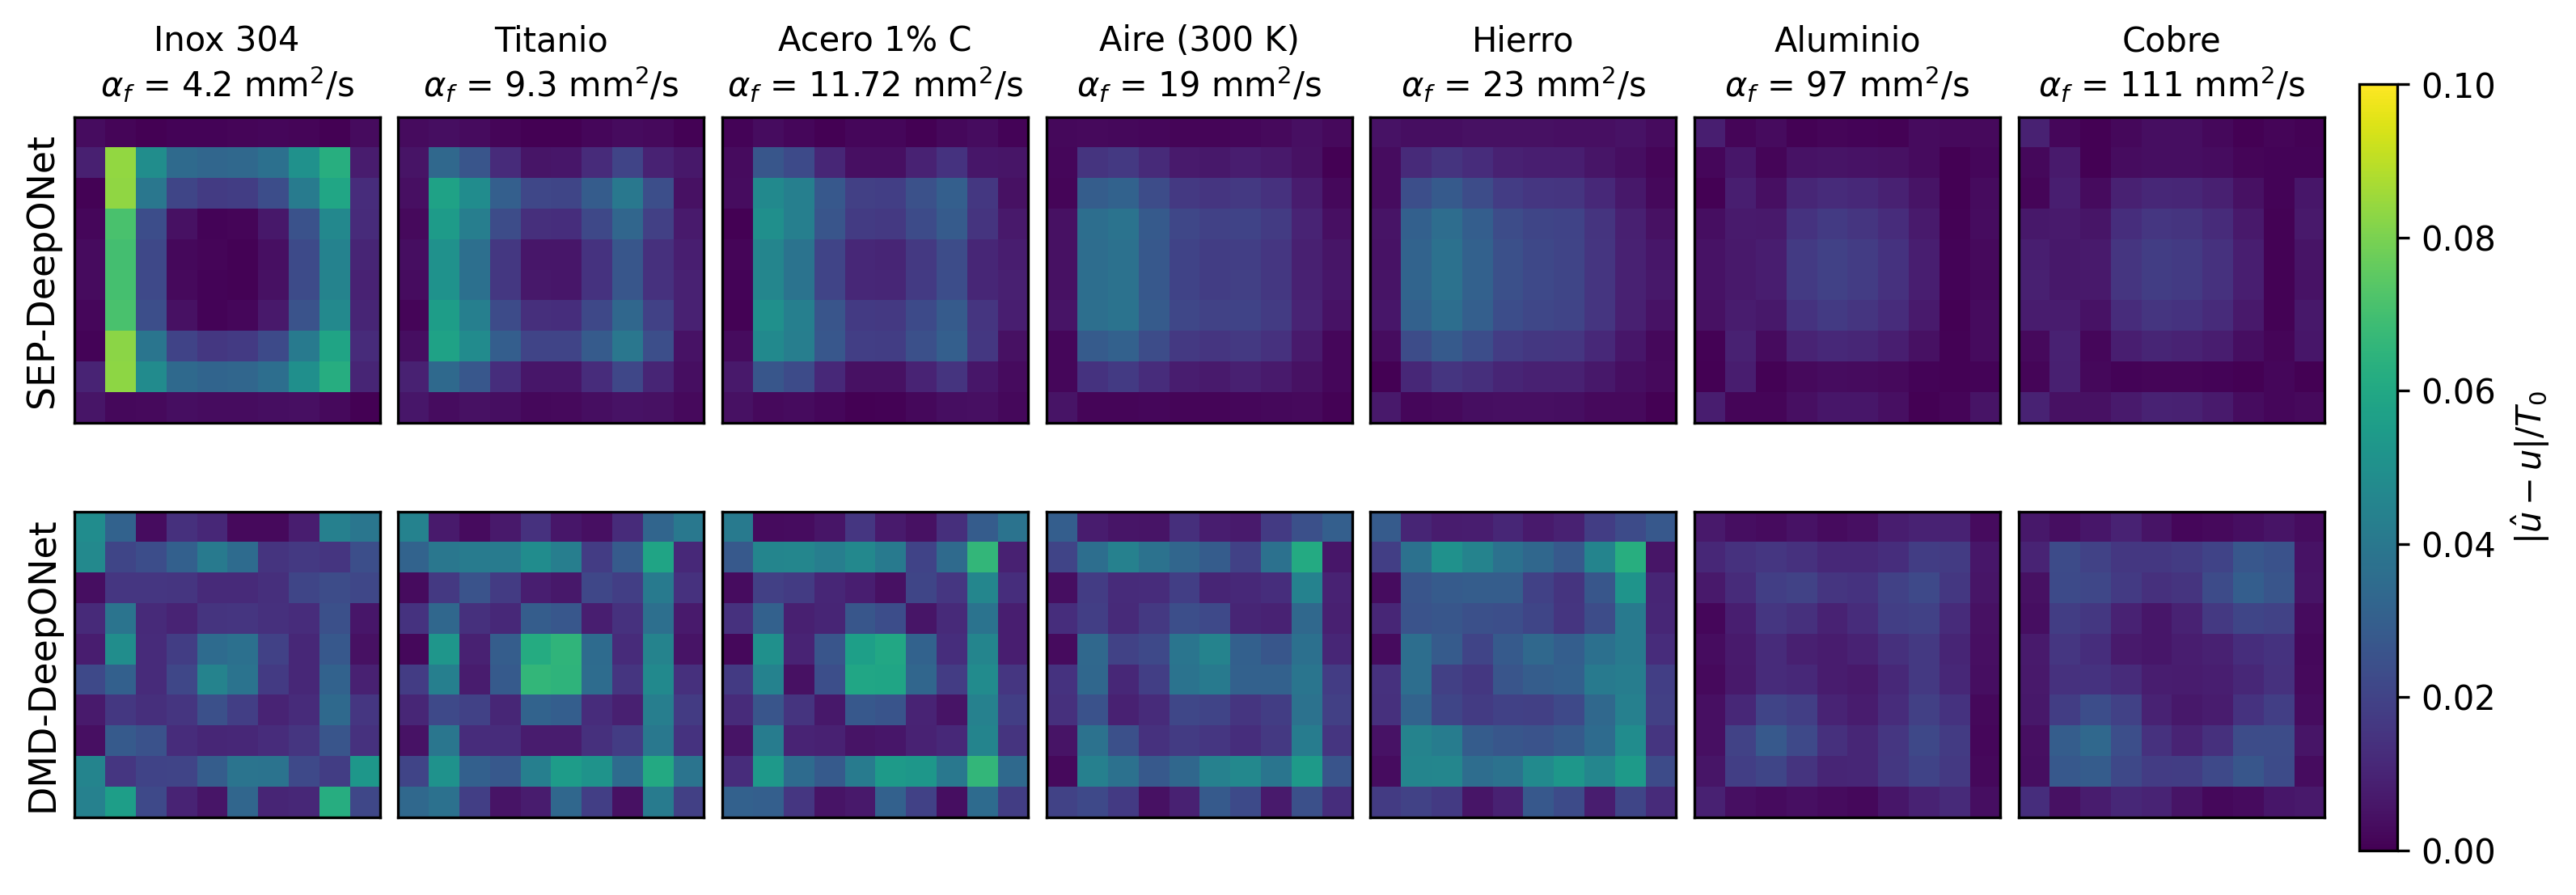 Inox 304
α_f = 4.2 mm²/s
Titanio
α_f = 9.3 mm²/s
Acero 1% C
α_f = 11.72 mm²/s
Aire (300 K)
α_f = 19 mm²/s
Hierro
α_f = 23 mm²/s
Aluminio
α_f = 97 mm²/s
Cobre
α_f = 111 mm²/s
SEP-DeepONet
DMD-DeepONet
0.10
0.08
0.06
0.04
0.02
0.00
|û − u|/T₀